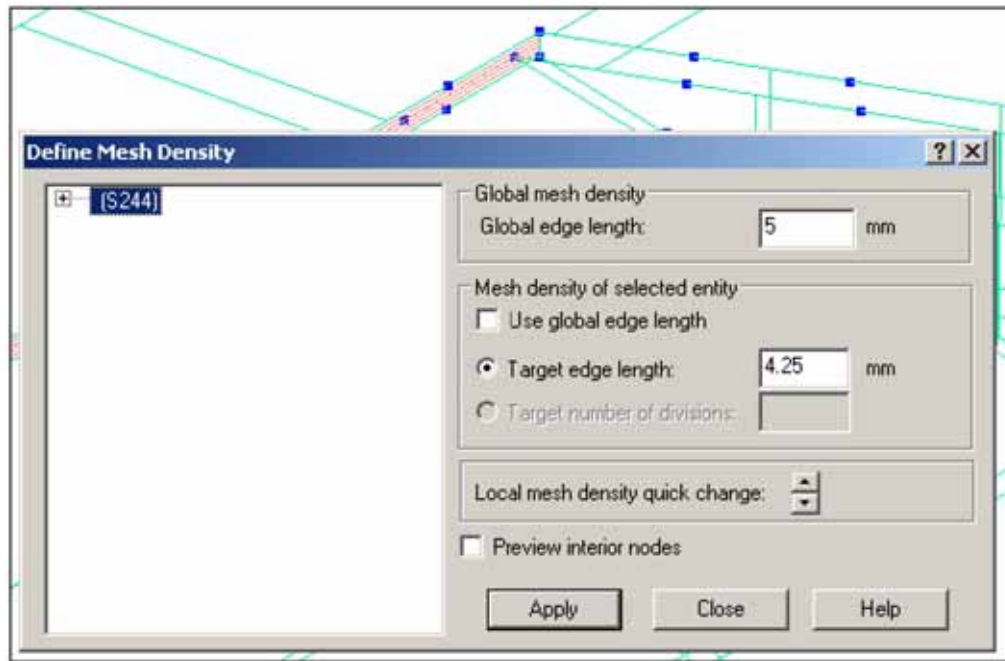 Define Mesh Density
(S244)
Global mesh density
Global edge length: 5 mm
Mesh density of selected entity
Use global edge length
Target edge length: 4.25 mm
Target number of divisions:
Local mesh density quick change:
Preview interior nodes
Apply Close Help